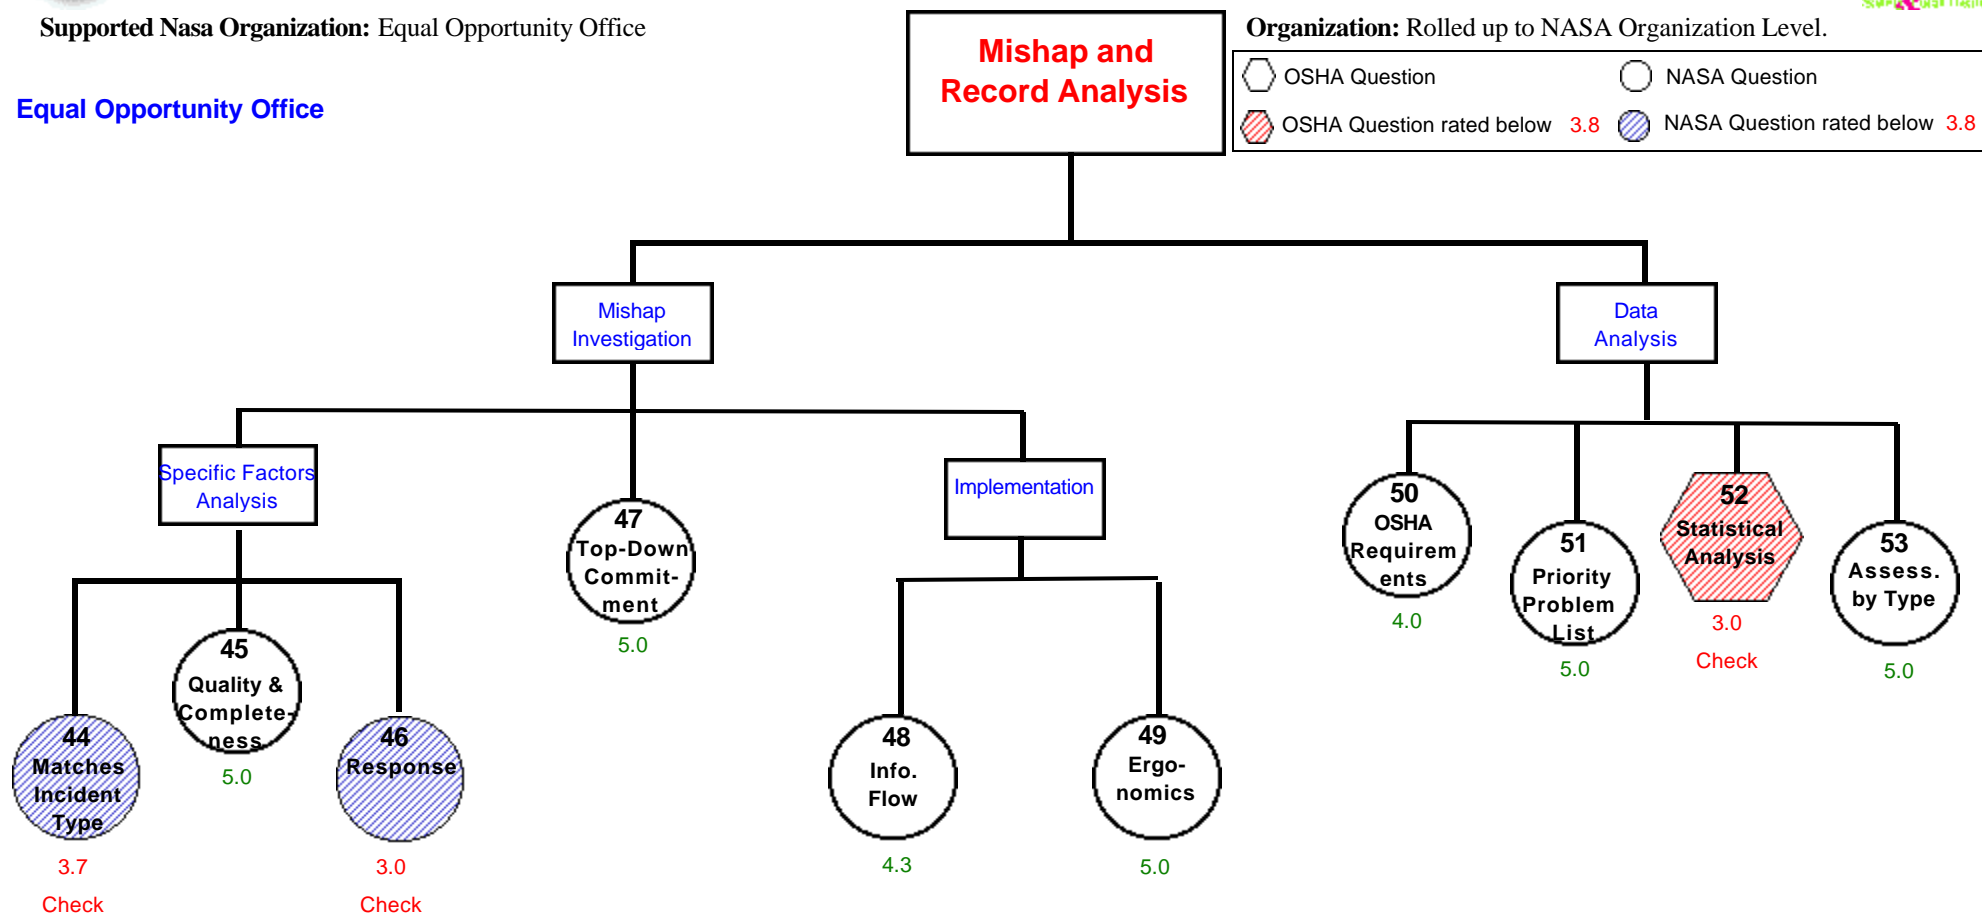 Supported Nasa Organization: Equal Opportunity Office
Organization: Rolled up to NASA Organization Level.
Equal Opportunity Office
Mishap and
Record Analysis
OSHA Question
NASA Question
OSHA Question rated below 3.8
NASA Question rated below 3.8
Mishap
Investigation
Data
Analysis
Specific Factors
Analysis
47
Top-Down
Commit-
ment
5.0
Implementation
50
OSHA
Requirem
ents
4.0
51
Priority
Problem
List
5.0
52
Statistical
Analysis
3.0
Check
53
Assess.
by Type
5.0
44
Matches
Incident
Type
3.7
Check
45
Quality &
Complete-
ness
5.0
46
Response
3.0
Check
48
Info.
Flow
4.3
49
Ergo-
nomics
5.0